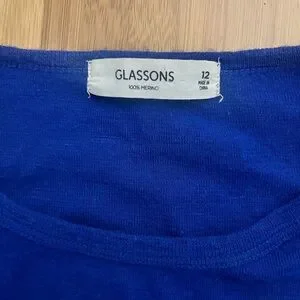 GLASSONS
100% MERINO
12
MADE IN
CHINA